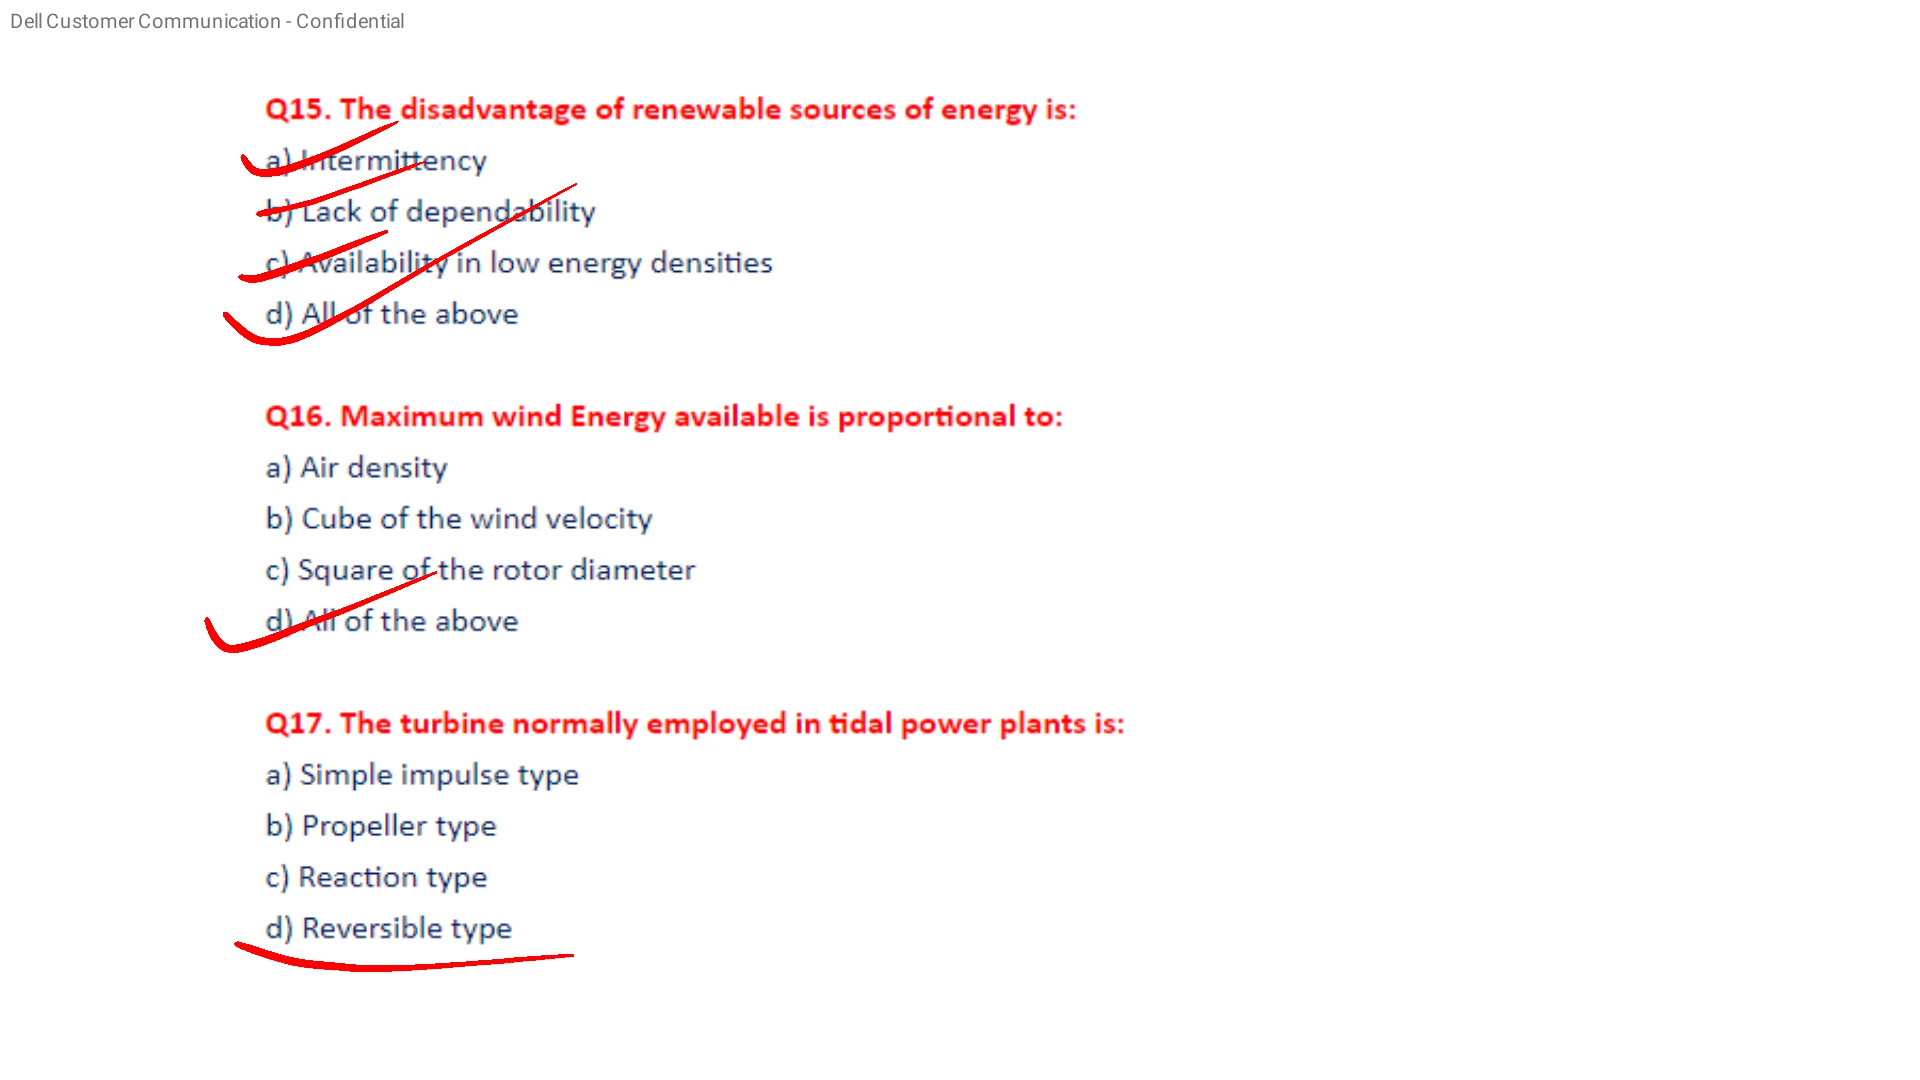 Dell Customer Communication - Confidential
Q15. The disadvantage of renewable sources of energy is:
a) Intermittency
b) Lack of dependability
c) Availability in low energy densities
d) All of the above
Q16. Maximum wind Energy available is proportional to:
a) Air density
b) Cube of the wind velocity
c) Square of the rotor diameter
d) All of the above
Q17. The turbine normally employed in tidal power plants is:
a) Simple impulse type
b) Propeller type
c) Reaction type
d) Reversible type